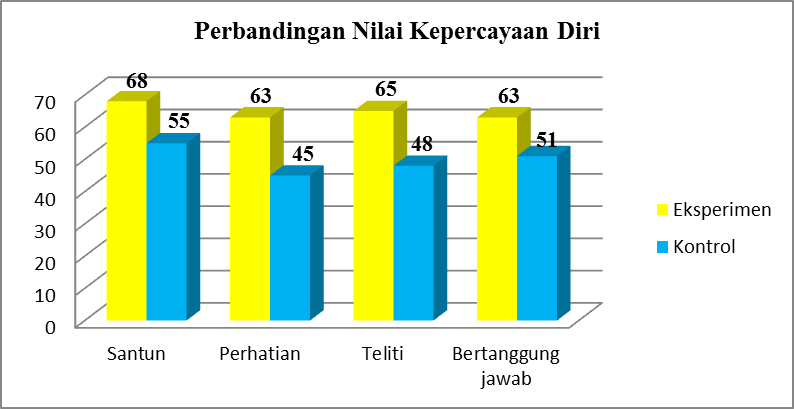 Perbandingan Nilai Kepercayaan Diri
68
55
63
45
65
48
63
51
70
60
50
40
30
20
10
0
Santun
Perhatian
Teliti
Bertanggung
jawab
Eksperimen
Kontrol